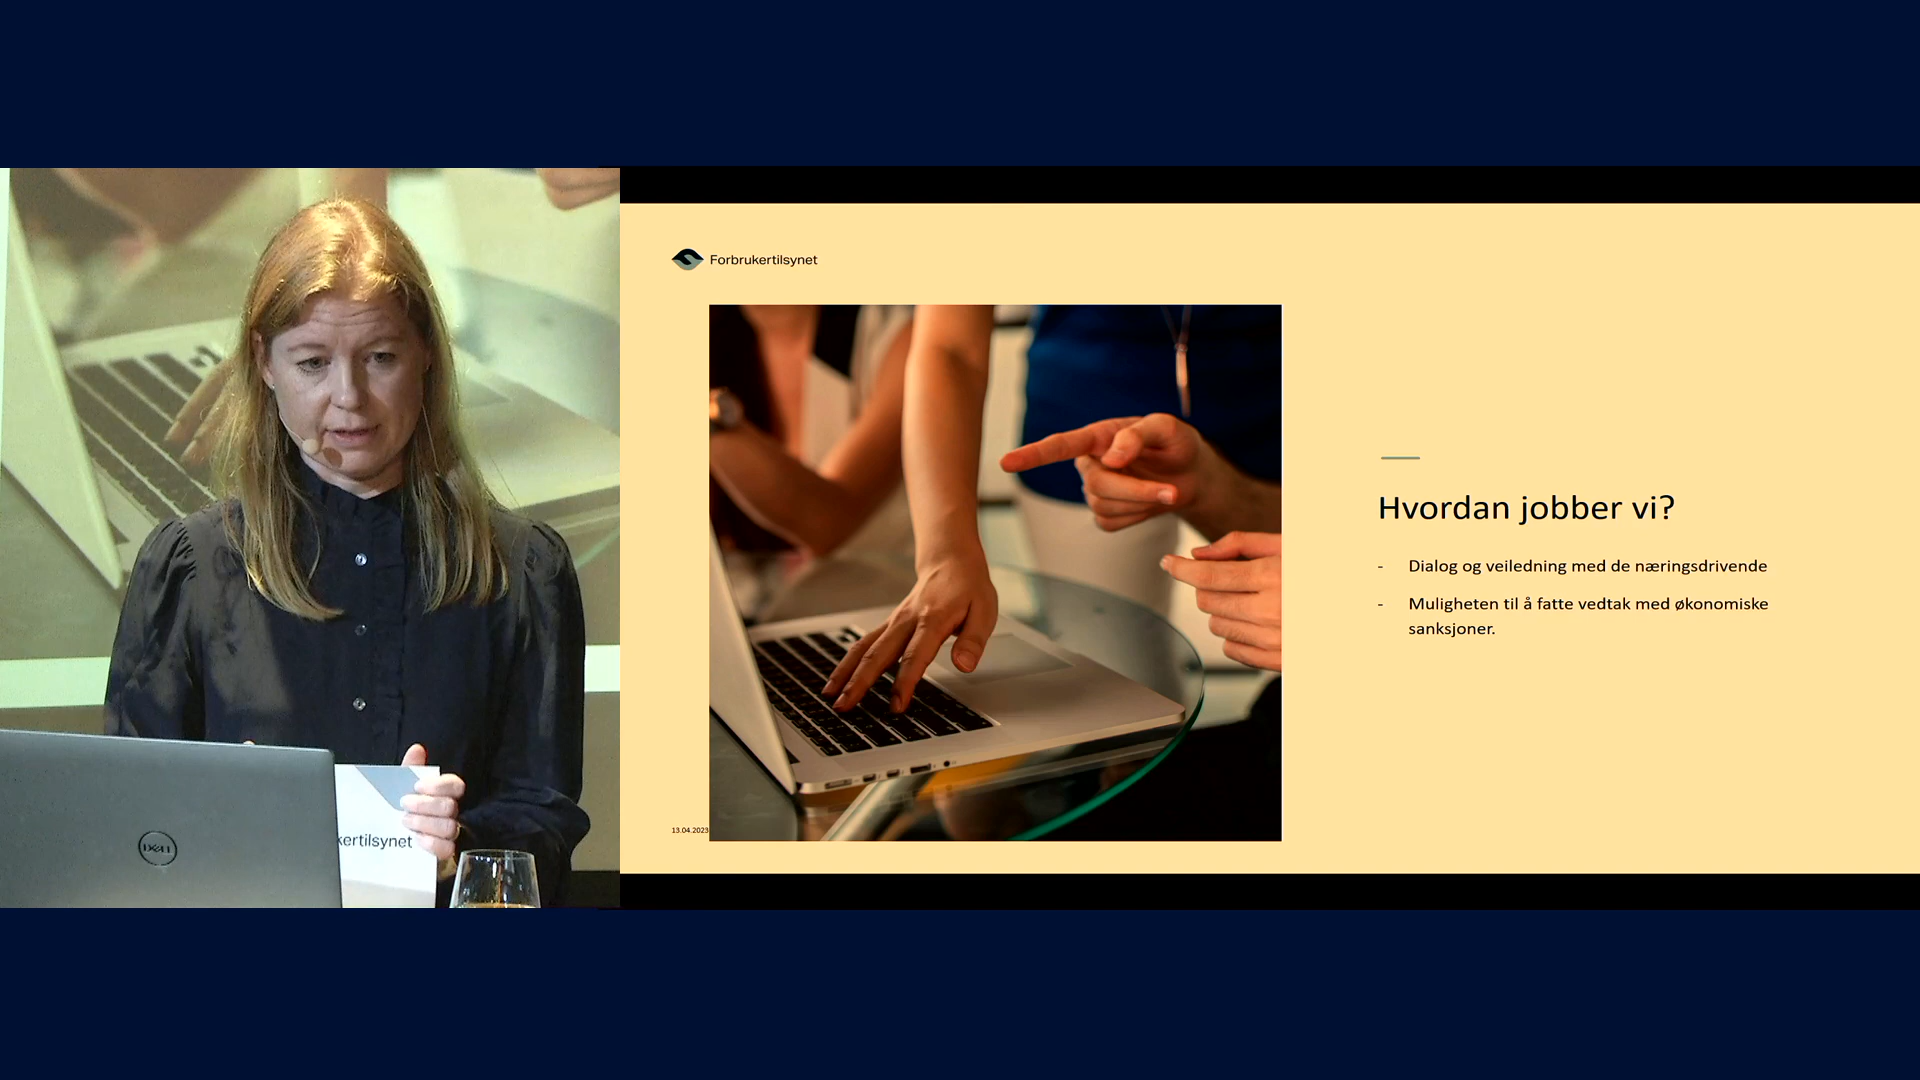 Forbrukertilsynet
Hvordan jobber vi?
- Dialog og veiledning med de næringsdrivende
- Muligheten til å fatte vedtak med økonomiske
sanksjoner.
13.04.2023
DELL
kertilsynet